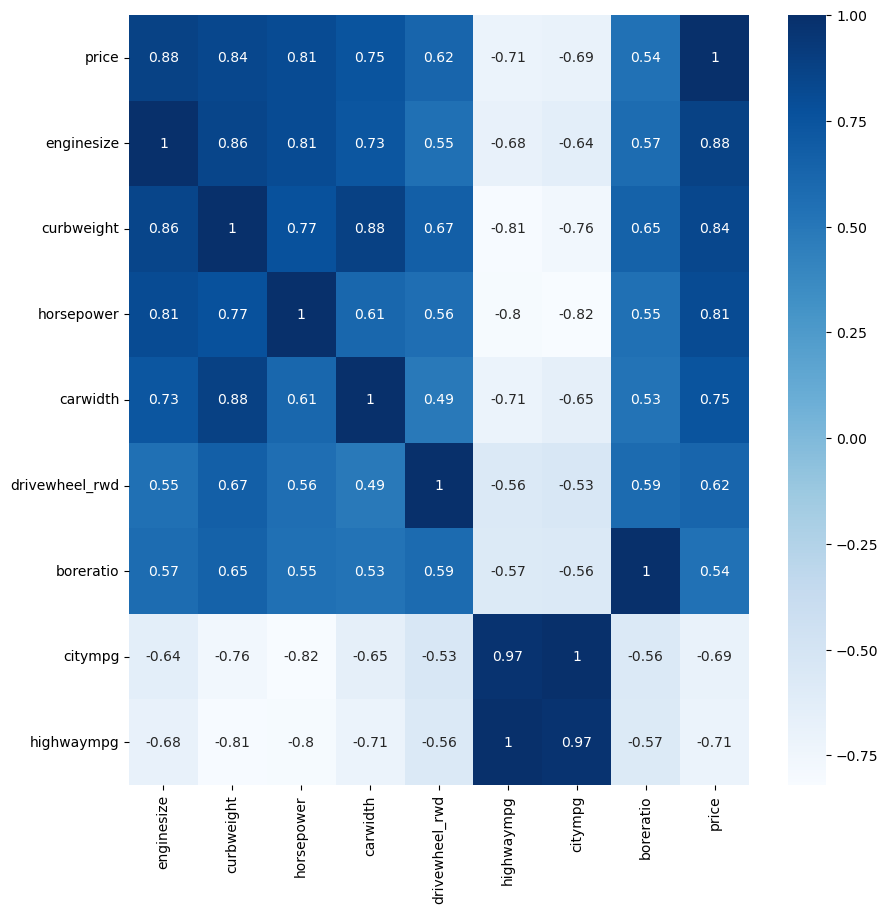 price 0.88 0.84 0.81 0.75 0.62 -0.71 -0.69 0.54 1
enginesize 1 0.86 0.81 0.73 0.55 -0.68 -0.64 0.57 0.88
curbweight 0.86 1 0.77 0.88 0.67 -0.81 -0.76 0.65 0.84
horsepower 0.81 0.77 1 0.61 0.56 -0.8 -0.82 0.55 0.81
carwidth 0.73 0.88 0.61 1 0.49 -0.71 -0.65 0.53 0.75
drivewheel_rwd 0.55 0.67 0.56 0.49 1 -0.56 -0.53 0.59 0.62
boreratio 0.57 0.65 0.55 0.53 0.59 -0.57 -0.56 1 0.54
citympg -0.64 -0.76 -0.82 -0.65 -0.53 0.97 1 -0.56 -0.69
highwaympg -0.68 -0.81 -0.8 -0.71 -0.56 1 0.97 -0.57 -0.71
enginesize
curbweight
horsepower
carwidth
drivewheel_rwd
highwaympg
citympg
boreratio
price
1.00
0.75
0.50
0.25
0.00
−0.25
−0.50
−0.75